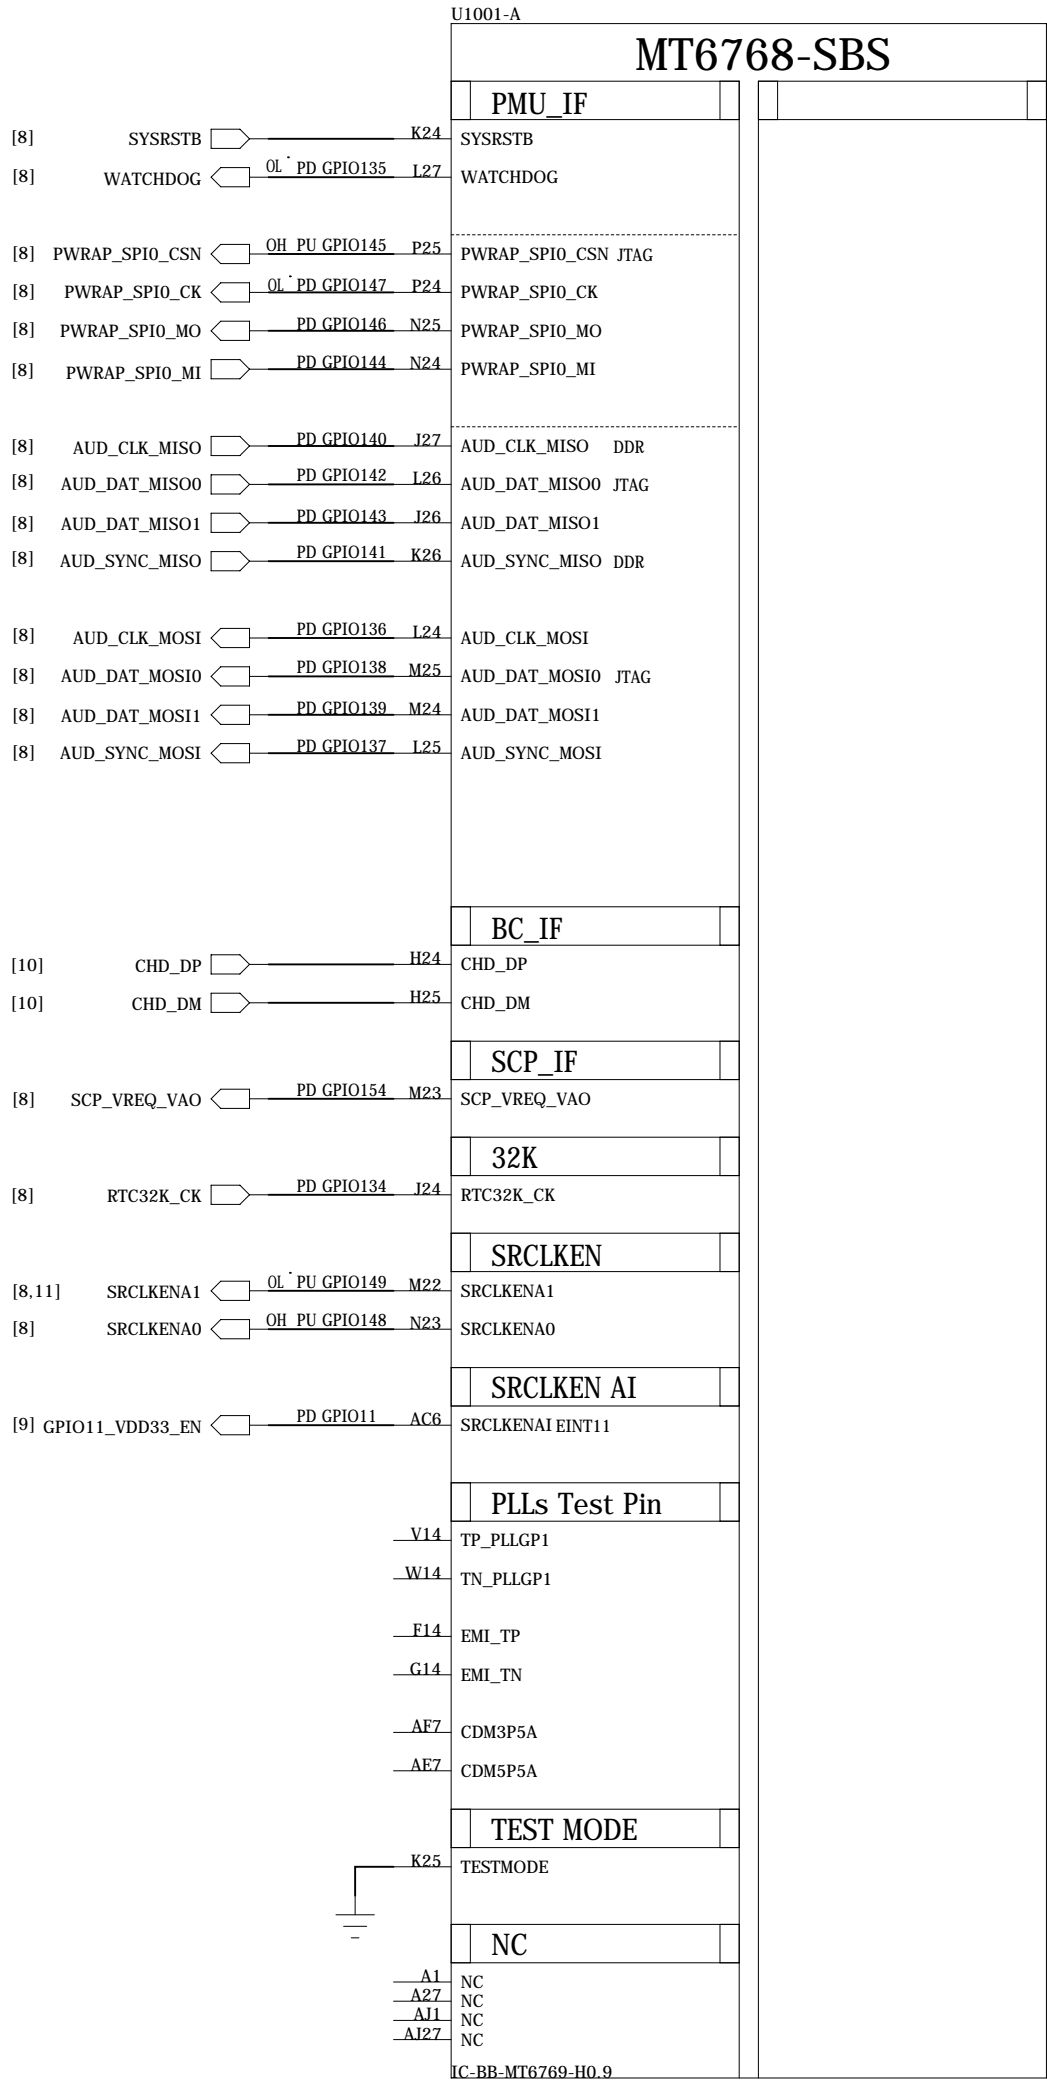 U1001-A
MT6768-SBS
PMU_IF
[8] SYSRSTB K24 SYSRSTB
[8] WATCHDOG OL PD GPIO135 L27 WATCHDOG
[8] PWRAP_SPI0_CSN OH PU GPIO145 P25 PWRAP_SPI0_CSN JTAG
[8] PWRAP_SPI0_CK OL PD GPIO147 P24 PWRAP_SPI0_CK
[8] PWRAP_SPI0_MO PD GPIO146 N25 PWRAP_SPI0_MO
[8] PWRAP_SPI0_MI PD GPIO144 N24 PWRAP_SPI0_MI
[8] AUD_CLK_MISO PD GPIO140 J27 AUD_CLK_MISO DDR
[8] AUD_DAT_MISO0 PD GPIO142 L26 AUD_DAT_MISO0 JTAG
[8] AUD_DAT_MISO1 PD GPIO143 J26 AUD_DAT_MISO1
[8] AUD_SYNC_MISO PD GPIO141 K26 AUD_SYNC_MISO DDR
[8] AUD_CLK_MOSI PD GPIO136 L24 AUD_CLK_MOSI
[8] AUD_DAT_MOSI0 PD GPIO138 M25 AUD_DAT_MOSI0 JTAG
[8] AUD_DAT_MOSI1 PD GPIO139 M24 AUD_DAT_MOSI1
[8] AUD_SYNC_MOSI PD GPIO137 L25 AUD_SYNC_MOSI
BC_IF
[10] CHD_DP H24 CHD_DP
[10] CHD_DM H25 CHD_DM
SCP_IF
[8] SCP_VREQ_VAO PD GPIO154 M23 SCP_VREQ_VAO
32K
[8] RTC32K_CK PD GPIO134 J24 RTC32K_CK
SRCLKEN
[8,11] SRCLKENA1 OL PU GPIO149 M22 SRCLKENA1
[8] SRCLKENA0 OH PU GPIO148 N23 SRCLKENA0
SRCLKEN AI
[9] GPIO11_VDD33_EN PD GPIO11 AC6 SRCLKENAI EINT11
PLLs Test Pin
V14 TP_PLLGP1
W14 TN_PLLGP1
F14 EMI_TP
G14 EMI_TN
AF7 CDM3P5A
AE7 CDM5P5A
TEST MODE
K25 TESTMODE
NC
A1 NC
A27 NC
AJ1 NC
AJ27 NC
IC-BB-MT6769-H0.9